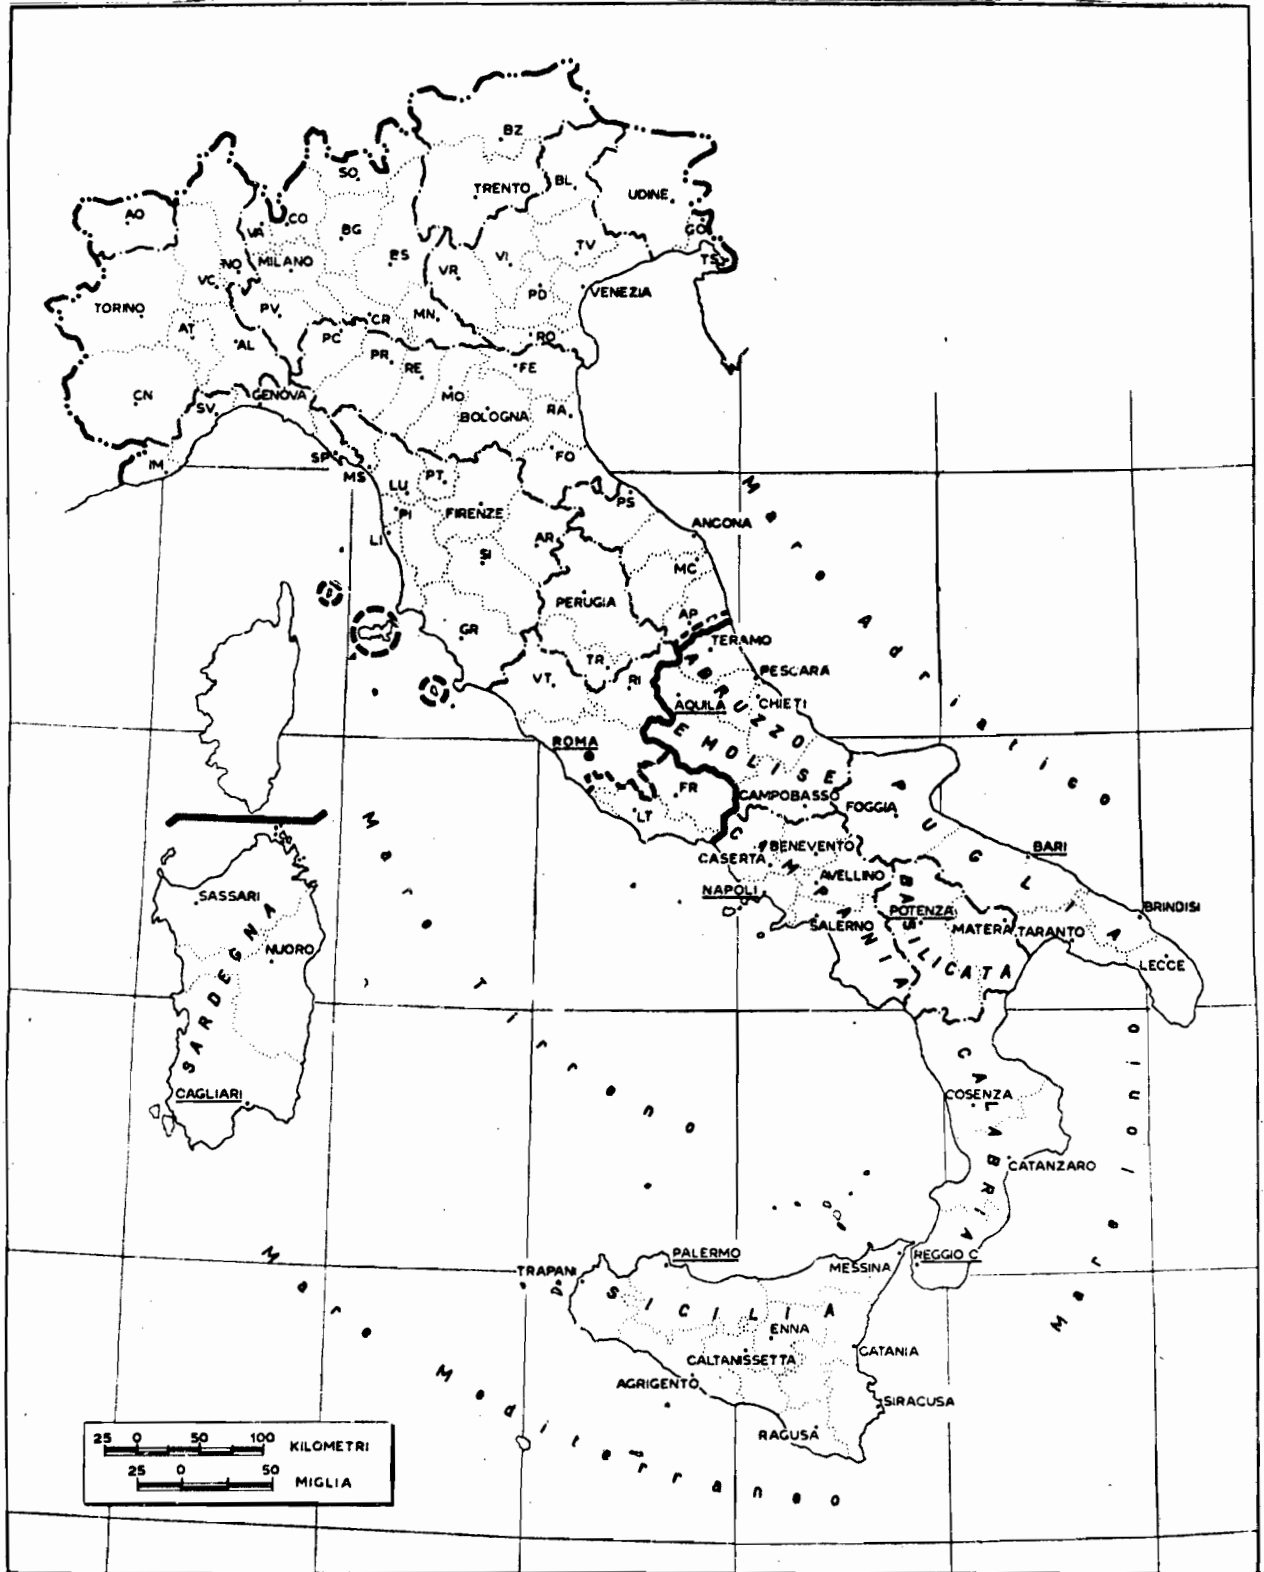 BZ
SO
TRENTO
BL
UDINE
AO
VA
CO
BG
GO
TV
BS
VI
TS
NO
MILANO
VR
VC
PD
VENEZIA
TORINO
PV
CR
MN
AT
PC
RO
AL
PR
RE
FE
CN
GENOVA
MO
SV
BOLOGNA
RA
SP
FO
IM
MS
PT
LU
PS
PI
FIRENZE
ANCONA
LI
AR
SI
MC
PERUGIA
AP
GR
TERAMO
TR
PESCARA
VT
RI
AQUILA
CHIETI
ABRUZZO
E MOLISE
ROMA
FR
CAMPOBASSO
FOGGIA
LT
PUGLIA
BARI
CAMPANIA
BENEVENTO
CASERTA
AVELLINO
NAPOLI
BASILICATA
POTENZA
BRINDISI
SALERNO
MATERA
TARANTO
LECCE
SASSARI
NUORO
SARDEGNA
CAGLIARI
Mare Adriatico
Mare Tirreno
CALABRIA
COSENZA
CATANZARO
Mare Ionio
REGGIO C
PALERMO
MESSINA
TRAPANI
SICILIA
ENNA
CATANIA
CALTANISSETTA
AGRIGENTO
SIRACUSA
RAGUSA
Mare Mediterraneo
25 0 50 100 KILOMETRI
25 0 50 MIGLIA